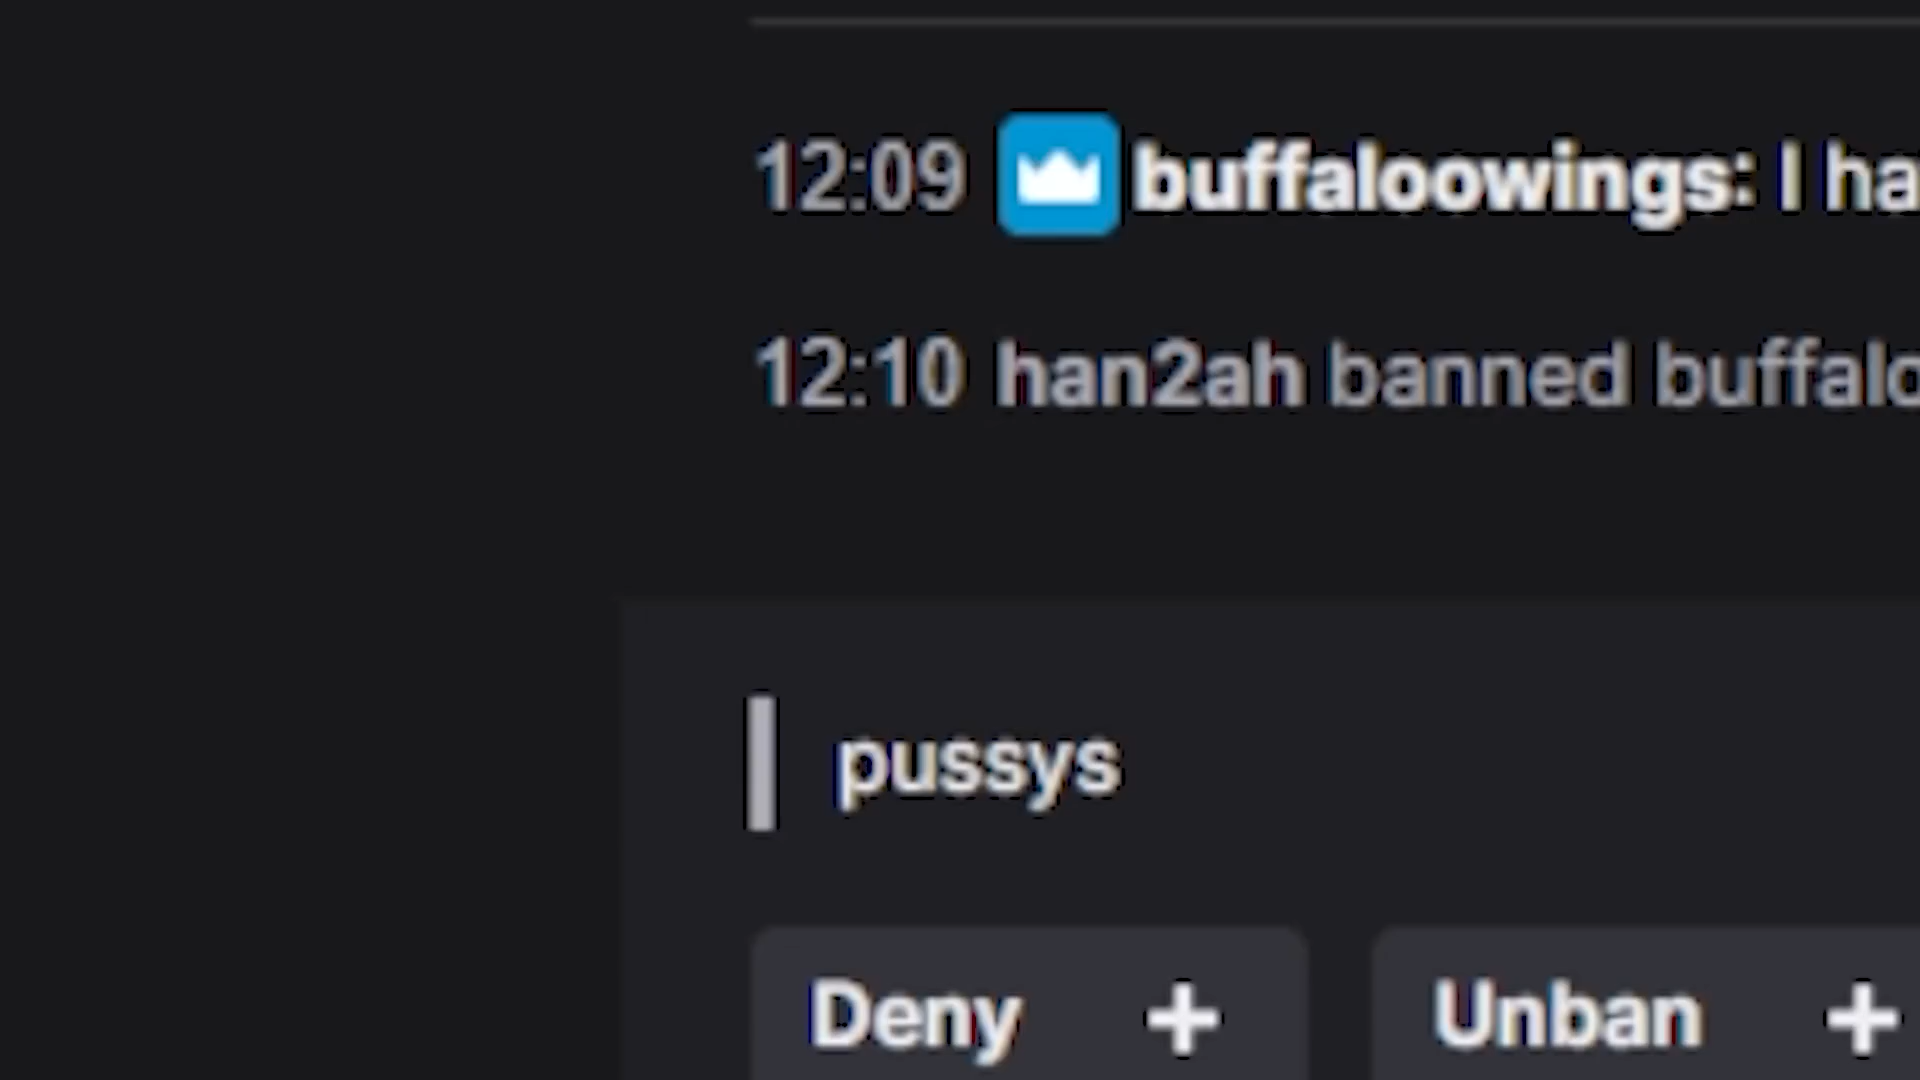 12:09 buffaloowings: I ha
12:10 han2ah banned buffalo
pussys
Deny + Unban +